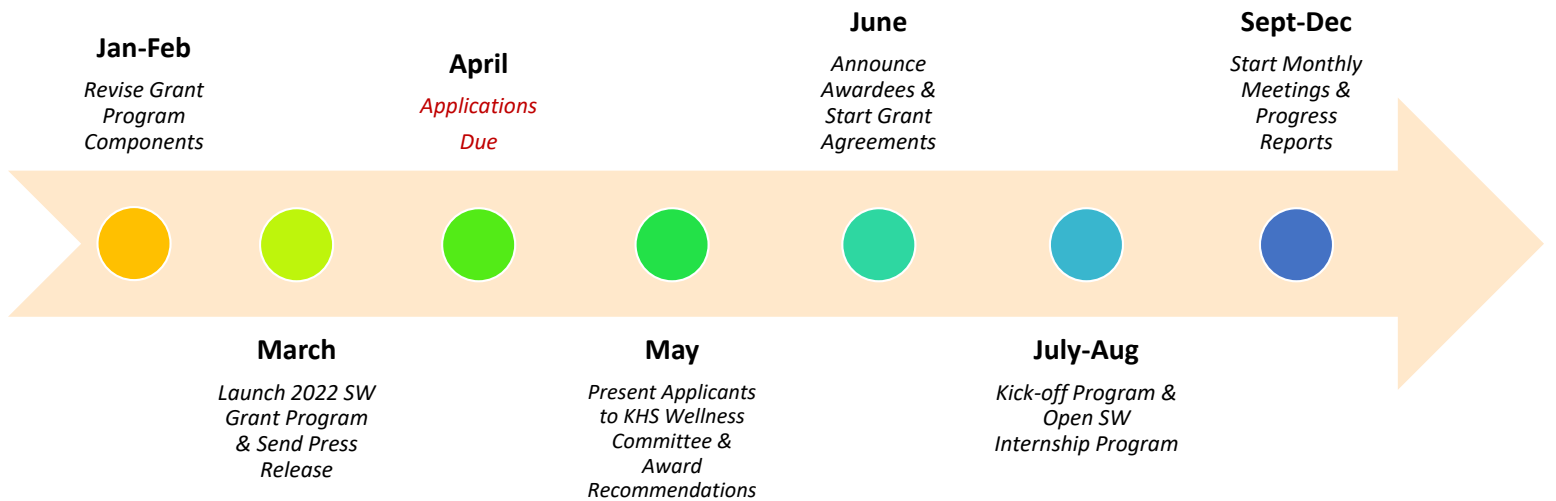 Jan-Feb
Revise Grant
Program
Components
March
Launch 2022 SW
Grant Program
& Send Press
Release
April
Applications
Due
May
Present Applicants
to KHS Wellness
Committee &
Award
Recommendations
June
Announce
Awardees &
Start Grant
Agreements
July-Aug
Kick-off Program &
Open SW
Internship Program
Sept-Dec
Start Monthly
Meetings &
Progress
Reports